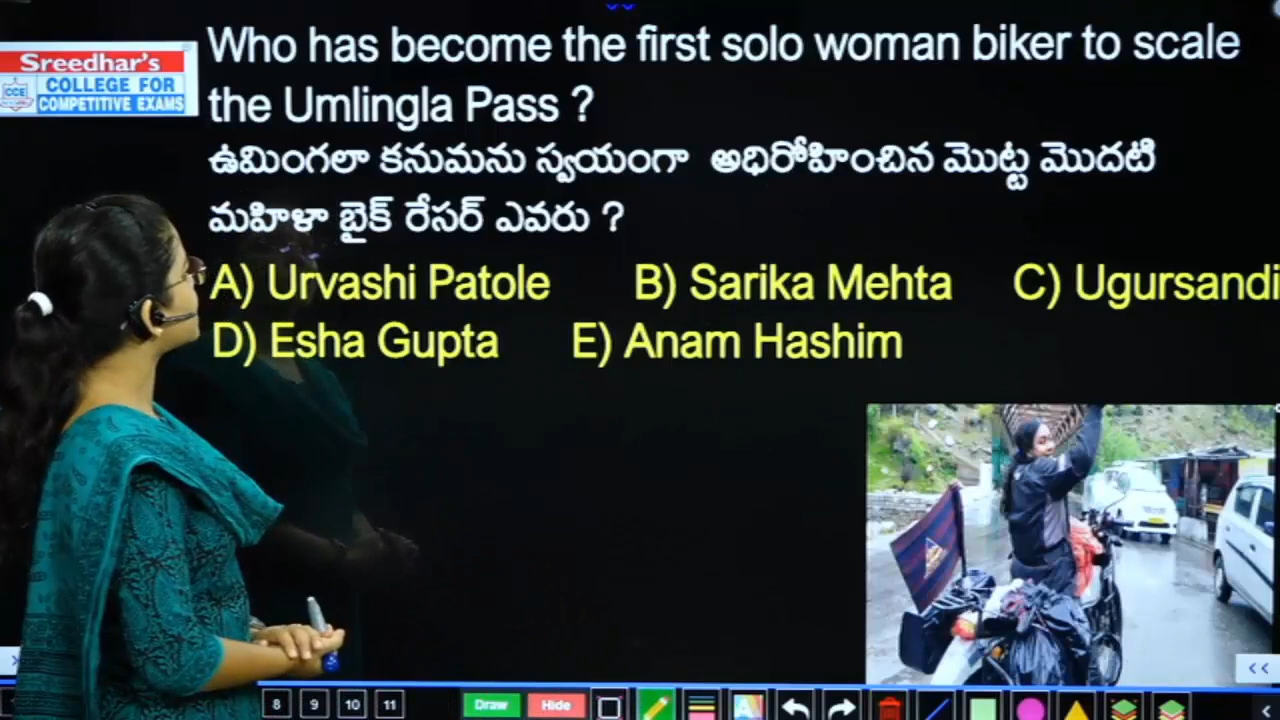 Sreedhar's
CCE
COLLEGE FOR
COMPETITIVE EXAMS
Who has become the first solo woman biker to scale
the Umlingla Pass ?
ఉమింగలా కనుమను స్వయంగా అధిరోహించిన మొట్ట మొదటి
మహిళా బైక్ రేసర్ ఎవరు ?
A) Urvashi Patole B) Sarika Mehta C) Ugursandi
D) Esha Gupta E) Anam Hashim
8 9 10 11 Draw Hide